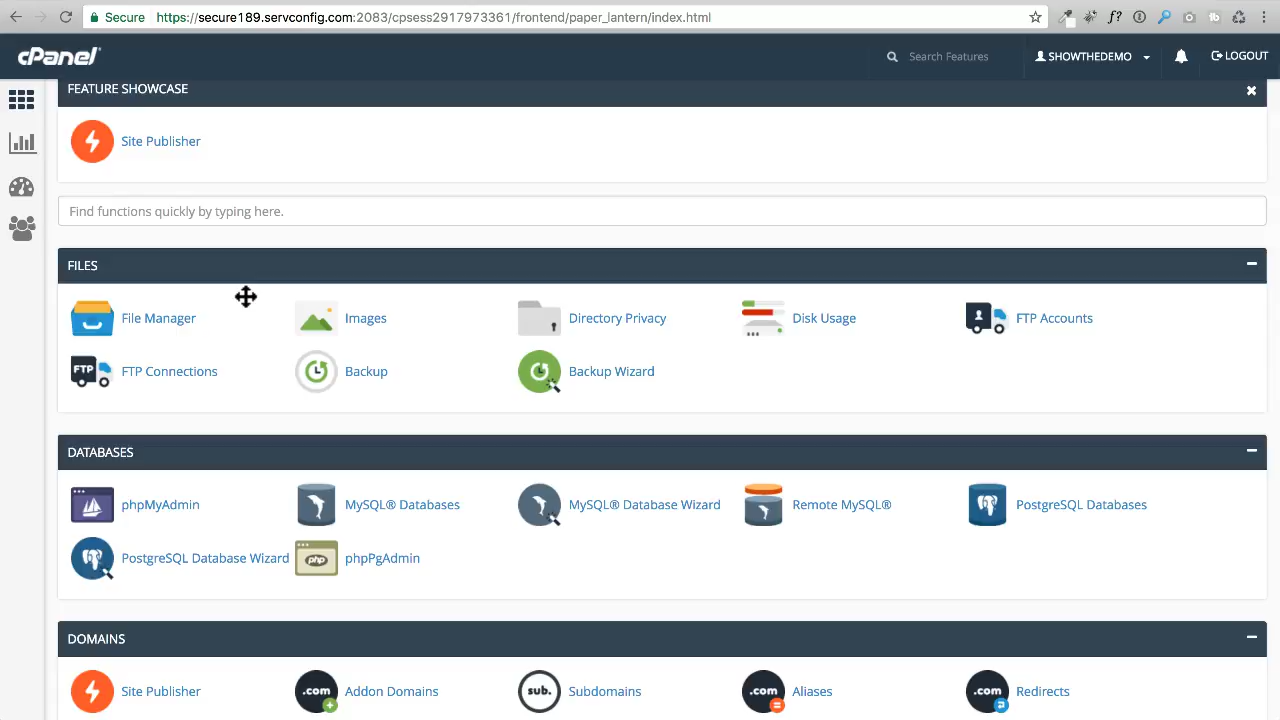 Secure https://secure189.servconfig.com:2083/cpsess2917973361/frontend/paper_lantern/index.html
cPanel Search Features SHOWTHEDEMO LOGOUT
FEATURE SHOWCASE
Site Publisher
Find functions quickly by typing here.
FILES
File Manager Images Directory Privacy Disk Usage FTP Accounts
FTP FTP Connections Backup Backup Wizard
DATABASES
phpMyAdmin MySQL® Databases MySQL® Database Wizard Remote MySQL® PostgreSQL Databases
PostgreSQL Database Wizard php phpPgAdmin
DOMAINS
Site Publisher .com Addon Domains sub. Subdomains .com Aliases .com Redirects